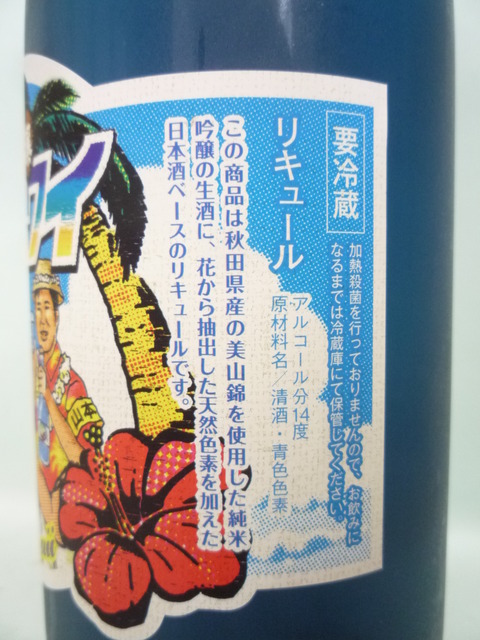 要冷蔵
加熱殺菌を行っておりませんので、お飲みに
なるまでは冷蔵庫にて保管してください。
リキュール
アルコール分14度
原材料名/清酒・青色色素
この商品は秋田県産の美山錦を使用した純米
吟醸の生酒に、花から抽出した天然色素を加えた
日本酒ベースのリキュールです。
イ
山本